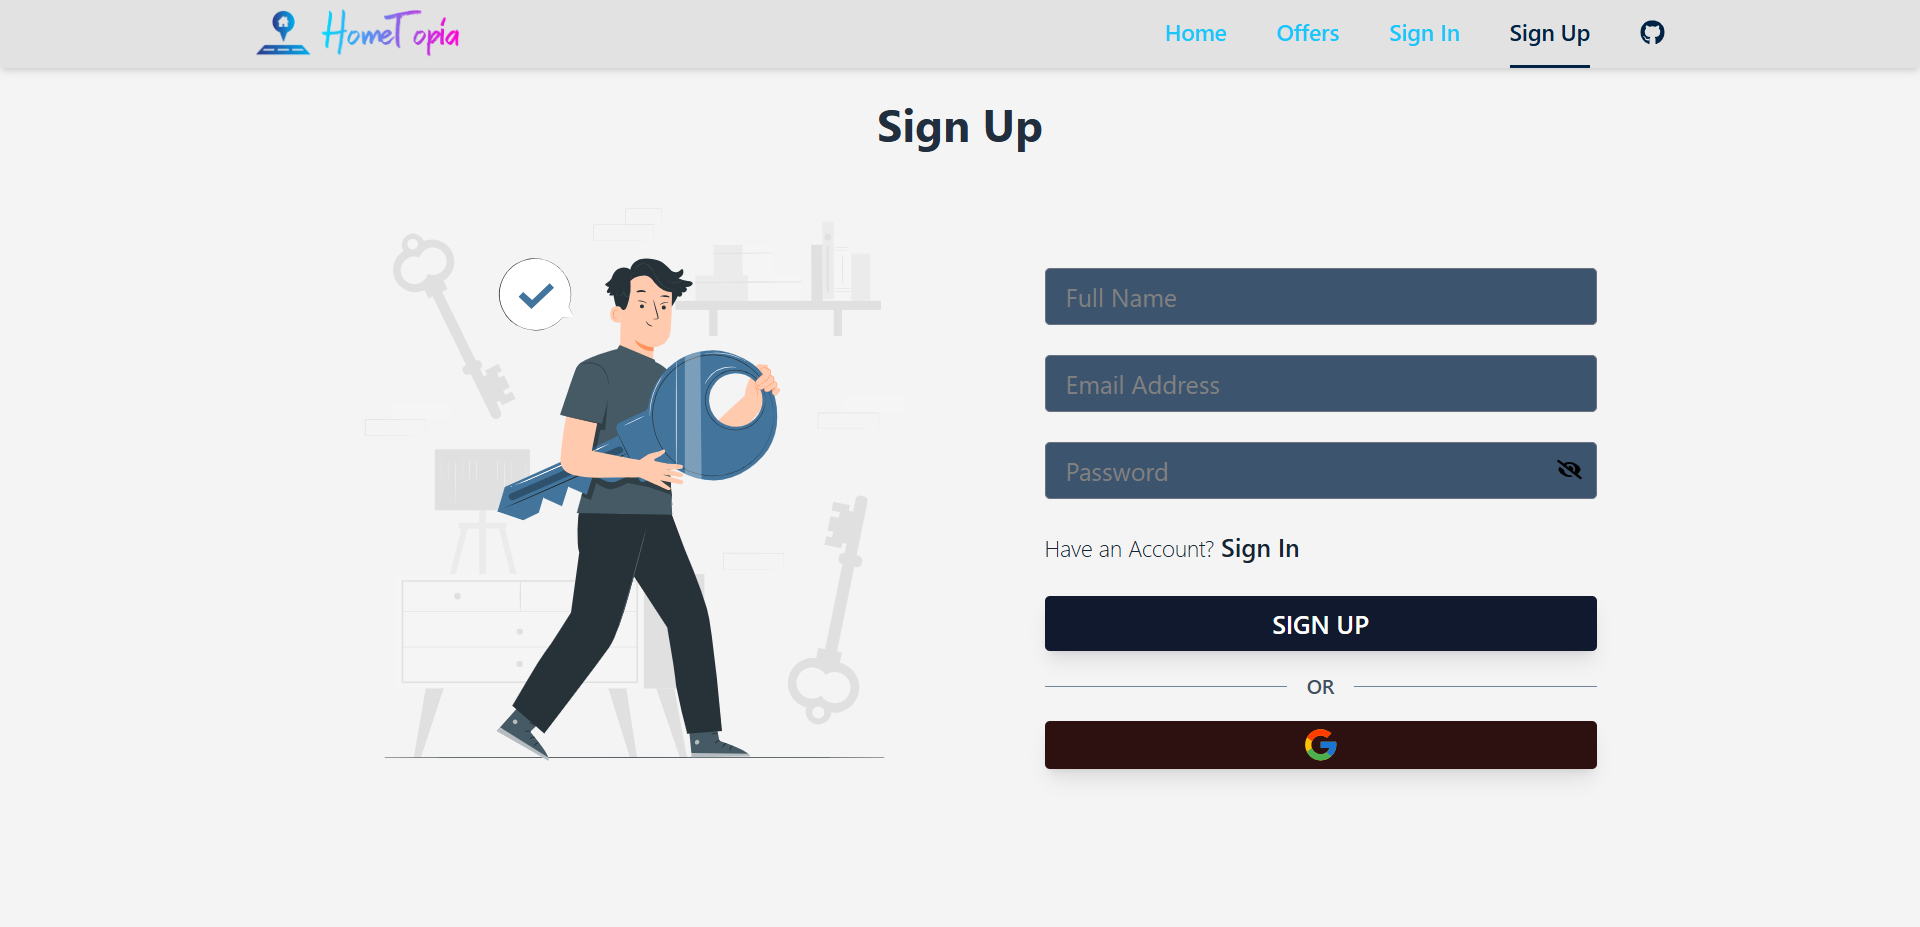 HomeTopia
Home Offers Sign In Sign Up
Sign Up
Full Name
Email Address
Password
Have an Account? Sign In
SIGN UP
OR